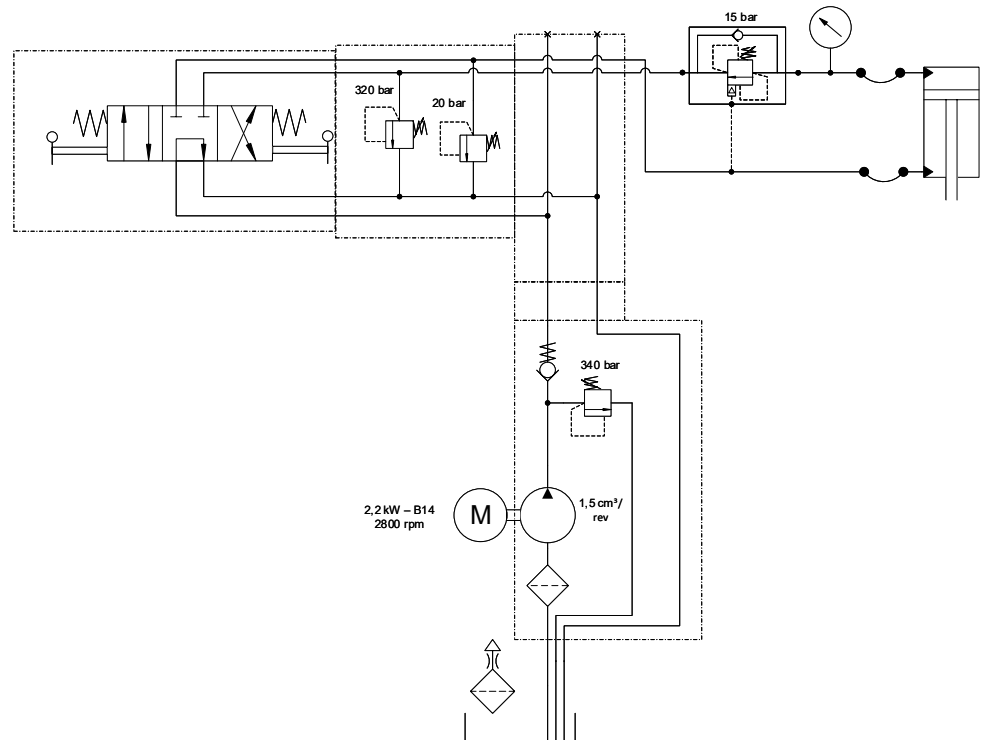 15 bar
320 bar
20 bar
340 bar
2,2 kW – B14
2800 rpm
M
1,5 cm³/
rev